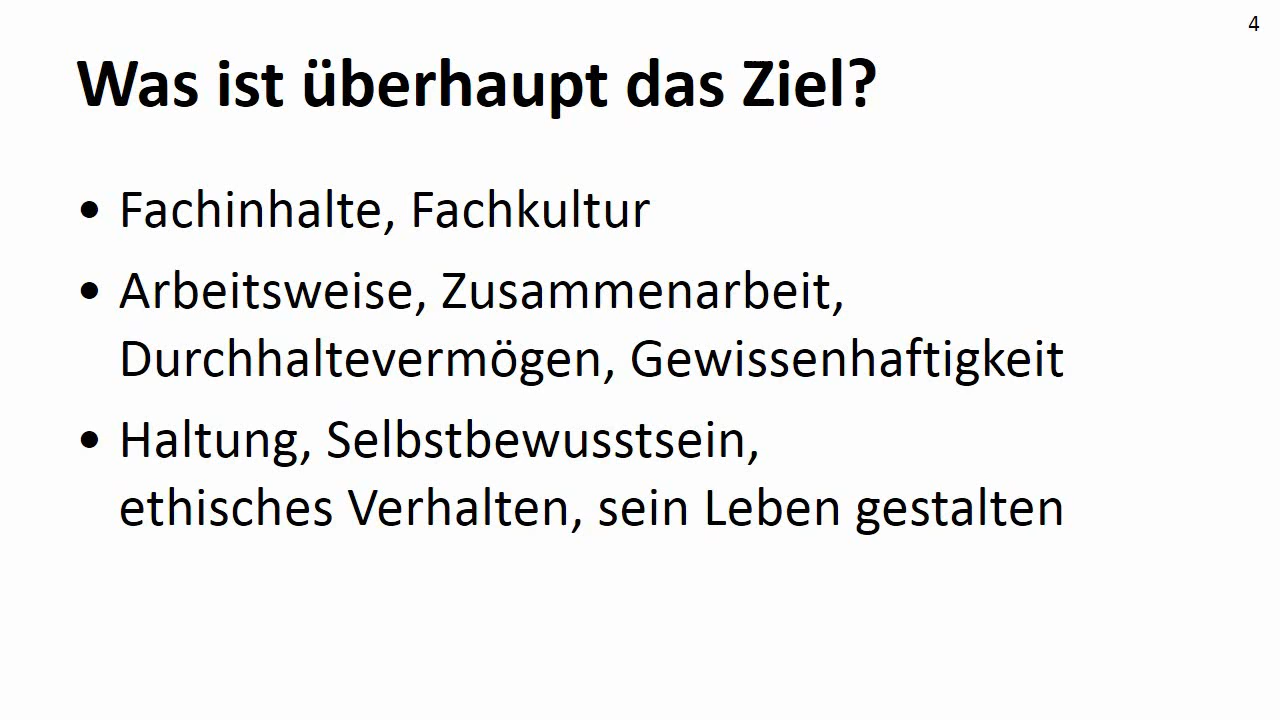 4
Was ist überhaupt das Ziel?
• Fachinhalte, Fachkultur
• Arbeitsweise, Zusammenarbeit,
Durchhaltevermögen, Gewissenhaftigkeit
• Haltung, Selbstbewusstsein,
ethisches Verhalten, sein Leben gestalten